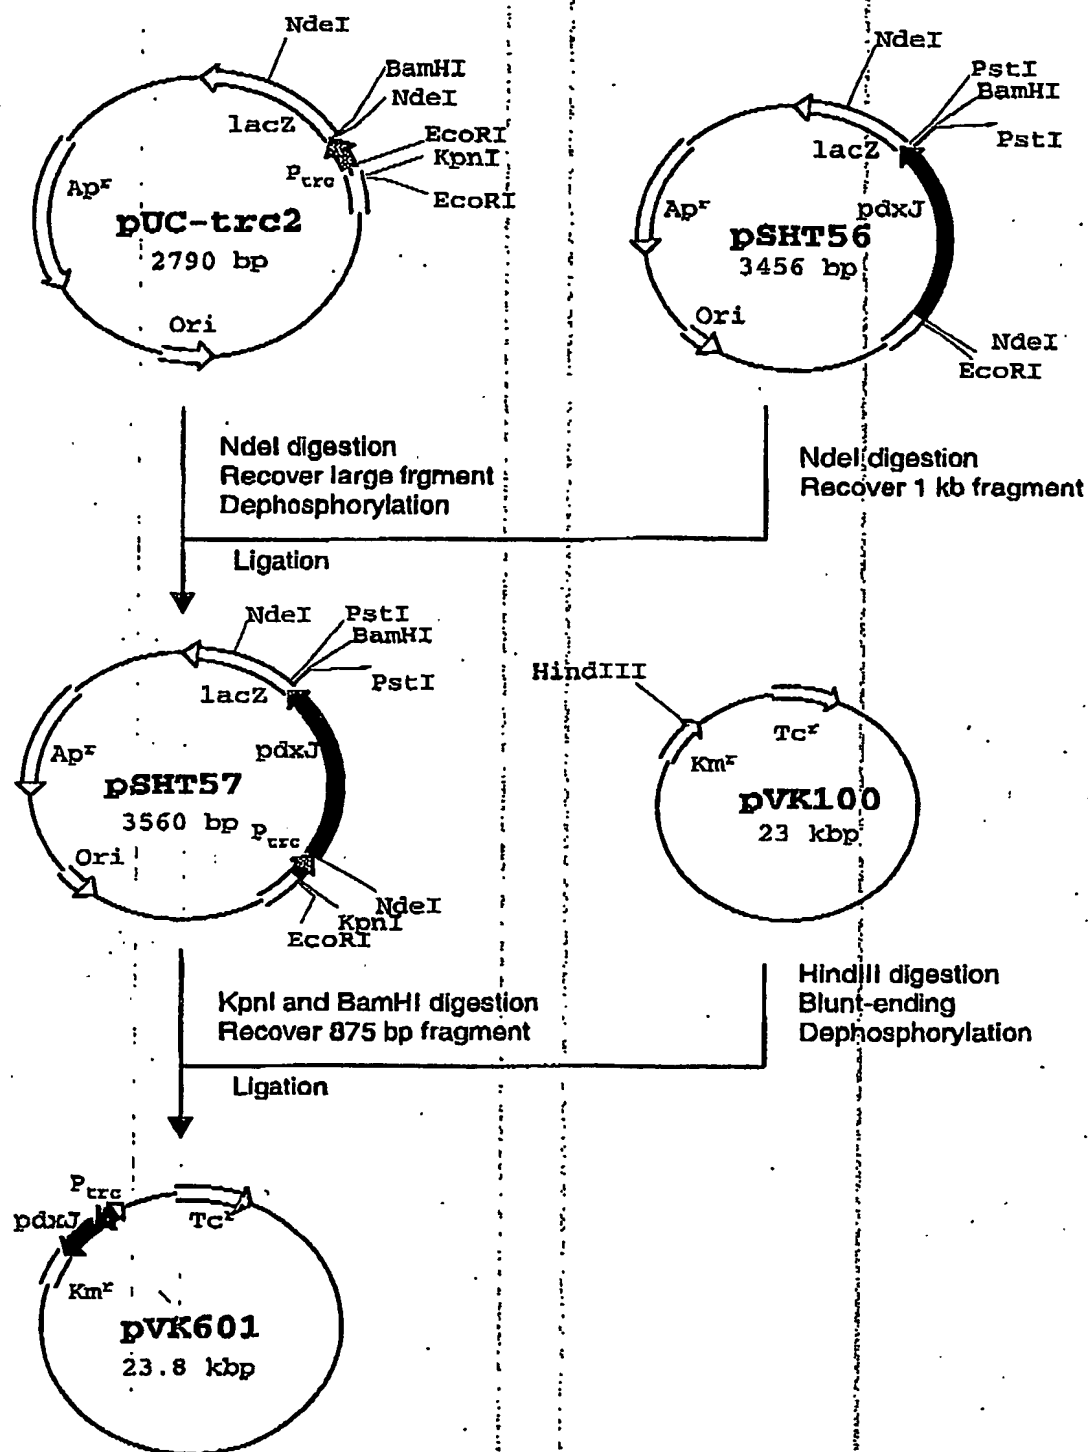 NdeI
BamHI
NdeI
lacZ
EcoRI
KpnI
Ptrc
EcoRI
Apr
pUC-trc2
2790 bp
Ori
NdeI
PstI
BamHI
PstI
lacZ
Apr
pdxJ
pSHT56
3456 bp
Ori
NdeI
EcoRI
NdeI digestion
Recover large frgment
Dephosphorylation
NdeI digestion
Recover 1 kb fragment
Ligation
NdeI
PstI
BamHI
PstI
lacZ
Apr
pdxJ
pSHT57
3560 bp
Ptrc
Ori
NdeI
KpnI
EcoRI
HindIII
Tcr
Kmr
pVK100
23 kbp
KpnI and BamHI digestion
Recover 875 bp fragment
HindIII digestion
Blunt-ending
Dephosphorylation
Ligation
Ptrc
pdxJ
Tcr
Kmr
pVK601
23.8 kbp